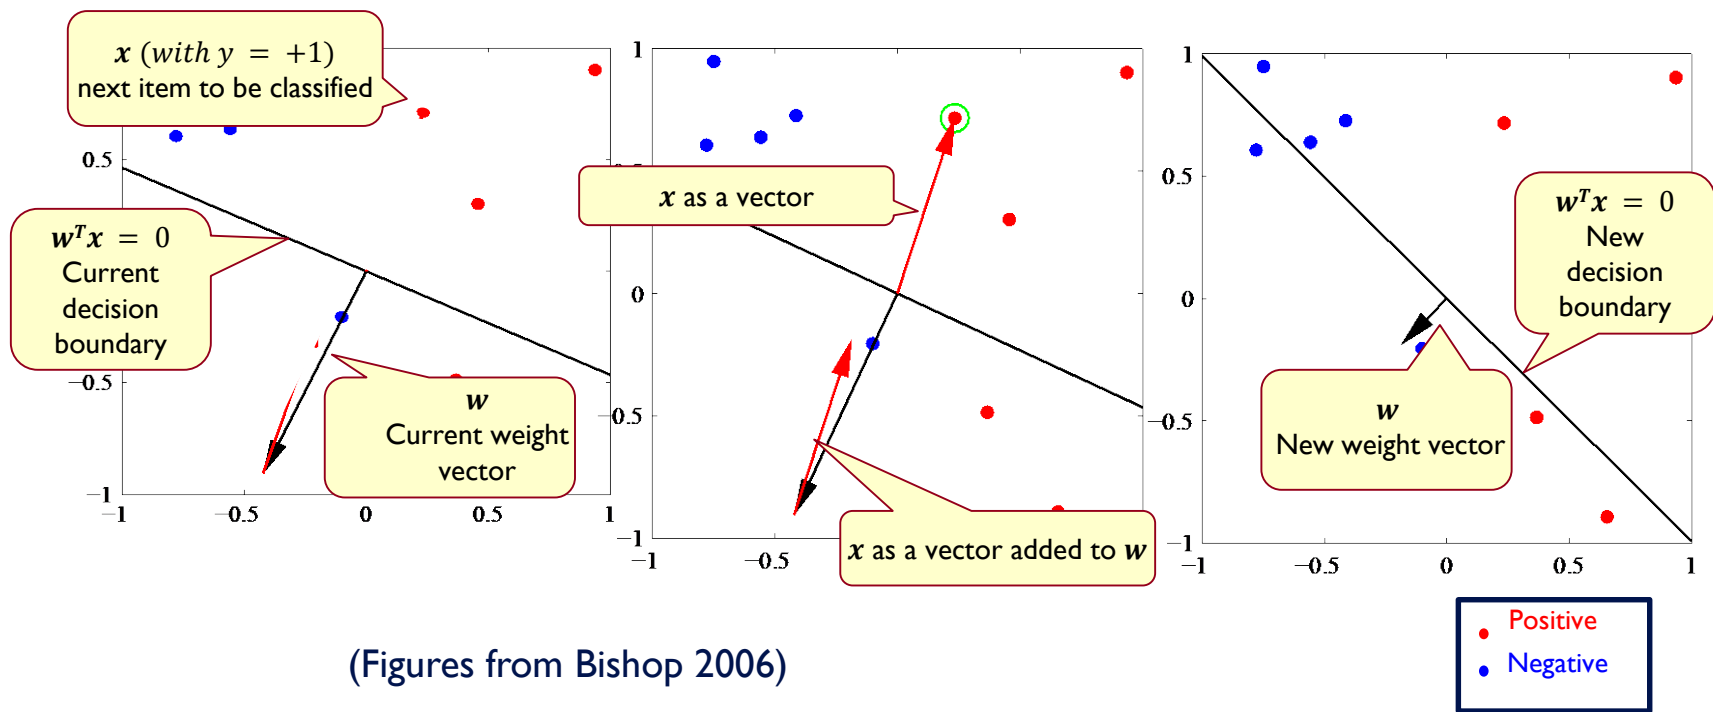 x (with y = +1)
next item to be classified
0.5
wᵀx = 0
Current
decision
boundary
−0.5
w
Current weight
vector
−1
−1
−0.5
0
0.5
1
1
x as a vector
0
−0.5
x as a vector added to w
−1
−1
−0.5
0
1
0.5
wᵀx = 0
New
decision
boundary
0
w
New weight vector
−0.5
−1
−1
−0.5
0
0.5
1
Positive
Negative
(Figures from Bishop 2006)